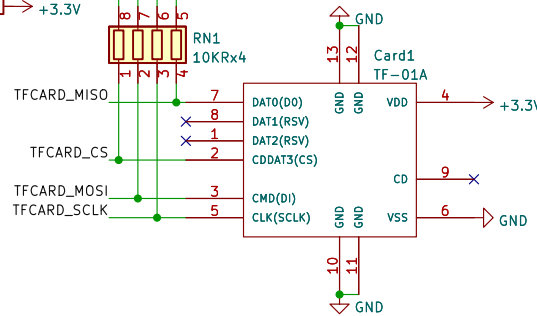 +3.3V
8 7 6 5
RN1
10KRx4
1 2 3 4
GND
13 12
Card1
TF-01A
GND GND
TFCARD_MISO 7 DAT0(D0) VDD 4 +3.3V
8 DAT1(RSV)
1 DAT2(RSV)
TFCARD_CS 2 CDDAT3(CS)
CD 9
TFCARD_MOSI 3 CMD(DI)
TFCARD_SCLK 5 CLK(SCLK) VSS 6 GND
GND GND
10 11
GND